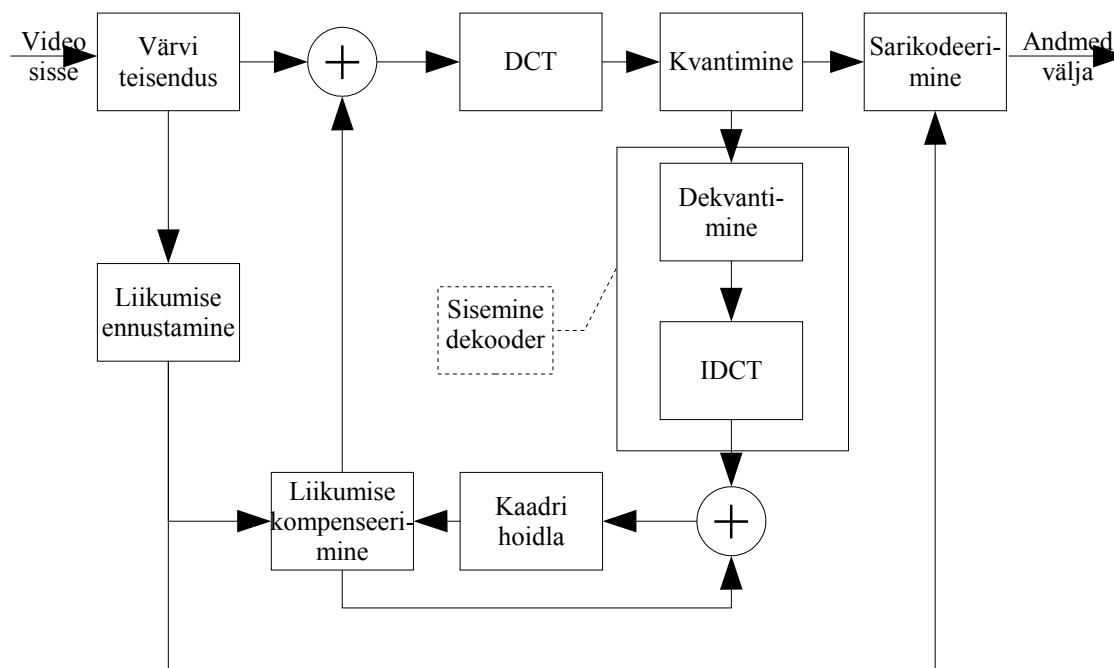 Video
sisse
Värvi
teisendus
+
DCT
Kvantimine
Sarikodeeri-
mine
Andmed
välja
Dekvanti-
mine
Liikumise
ennustamine
Sisemine
dekooder
IDCT
Liikumise
kompenseeri-
mine
Kaadri
hoidla
+